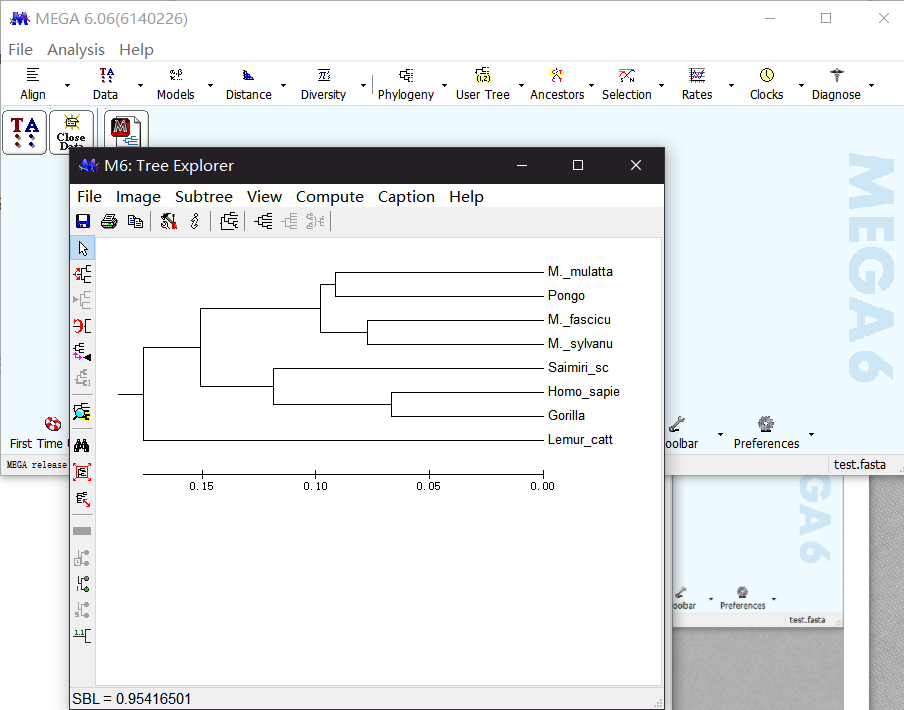 MEGA 6.06(6140226)
File Analysis Help
Align Data Models Distance Diversity Phylogeny User Tree Ancestors Selection Rates Clocks Diagnose
TA
Close
Data
M
MEGA6
M6: Tree Explorer
File Image Subtree View Compute Caption Help
M._mulatta
Pongo
M._fascicu
M._sylvanu
Saimiri_sc
Homo_sapie
Gorilla
Lemur_catt
0.15 0.10 0.05 0.00
First Time
oolbar Preferences
MEGA release
test.fasta
GA6
oolbar Preferences
test.fasta
1.1
SBL = 0.95416501